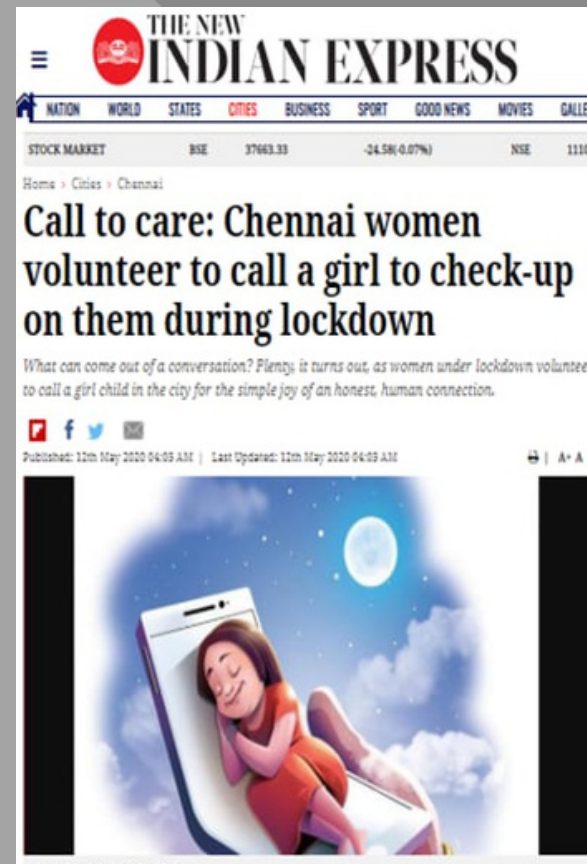 THE NEW
INDIAN EXPRESS
NATION WORLD STATES CITIES BUSINESS SPORT GOOD NEWS MOVIES GALLE
STOCK MARKET BSE 37663.33 -24.58(-0.07%) NSE 1110
Home › Cities › Chennai
Call to care: Chennai women
volunteer to call a girl to check-up
on them during lockdown
What can come out of a conversation? Plenty, it turns out, as women under lockdown voluntee
to call a girl child in the city for the simple joy of an honest, human connection.
Published: 12th May 2020 04:03 AM | Last Updated: 12th May 2020 04:03 AM | A+ A